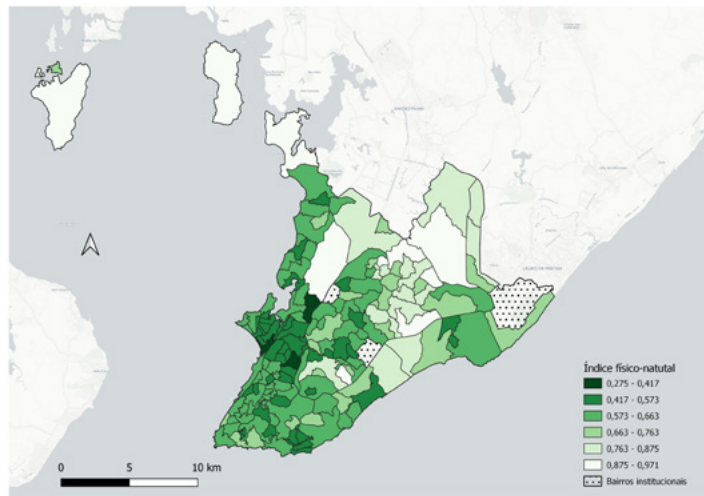 Índice físico-natutal
0,275 - 0,417
0,417 - 0,573
0,573 - 0,663
0,663 - 0,763
0,763 - 0,875
0,875 - 0,971
Bairros institucionais
0 5 10 km